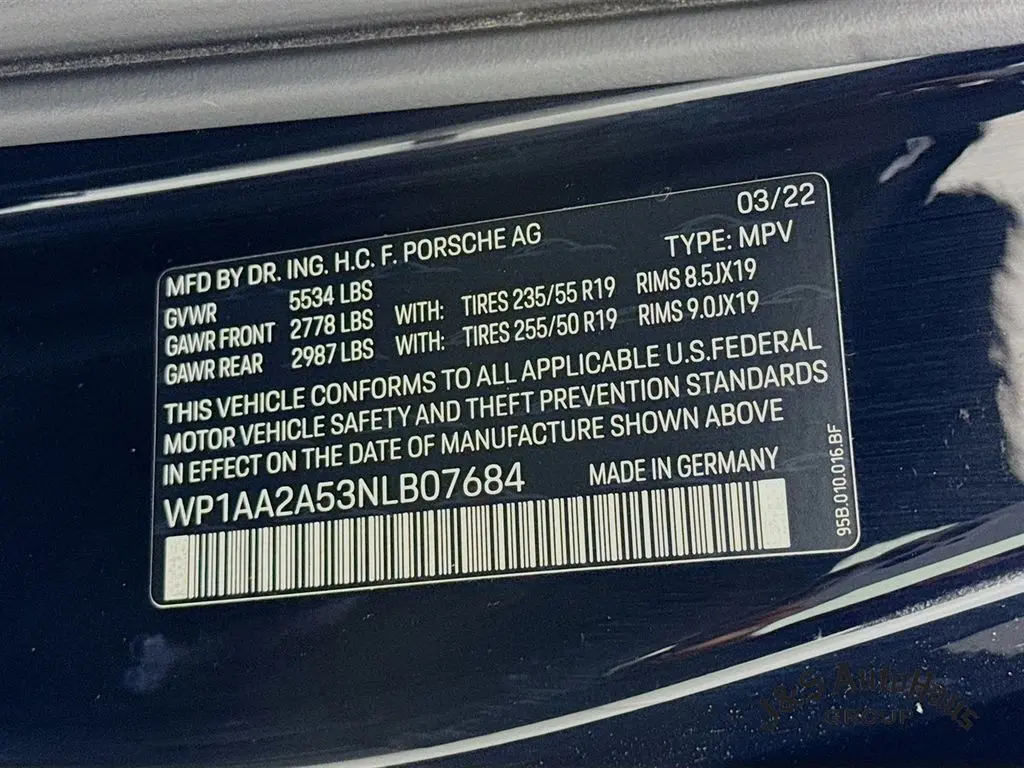 03/22
MFD BY DR. ING. H.C. F. PORSCHE AG TYPE: MPV
GVWR 5534 LBS
GAWR FRONT 2778 LBS WITH: TIRES 235/55 R19 RIMS 8.5JX19
GAWR REAR 2987 LBS WITH: TIRES 255/50 R19 RIMS 9.0JX19
THIS VEHICLE CONFORMS TO ALL APPLICABLE U.S.FEDERAL
MOTOR VEHICLE SAFETY AND THEFT PREVENTION STANDARDS
IN EFFECT ON THE DATE OF MANUFACTURE SHOWN ABOVE
WP1AA2A53NLB07684 MADE IN GERMANY
95B.010.016.BF
J&S AutoHaus
GROUP